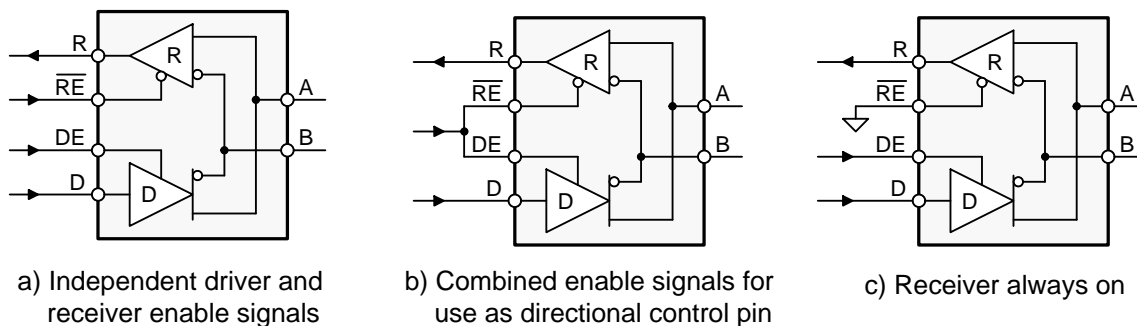 R
R
RE
A
DE
B
D
D
a) Independent driver and
receiver enable signals
R
R
RE
A
DE
B
D
D
b) Combined enable signals for
use as directional control pin
R
R
RE
A
DE
B
D
D
c) Receiver always on